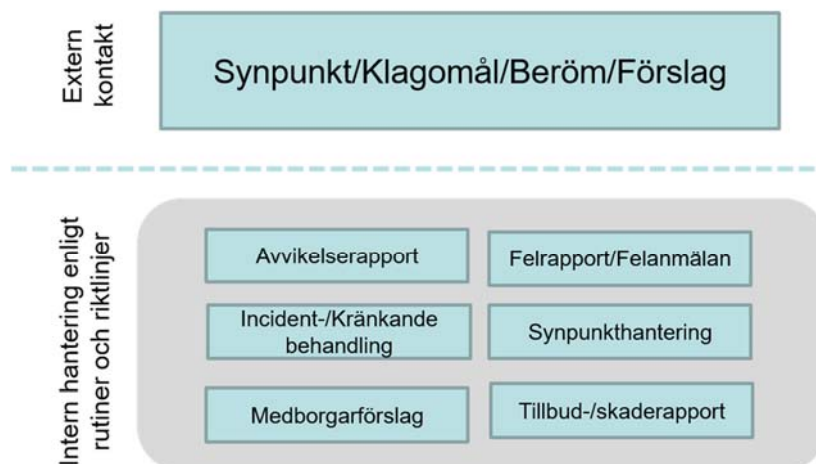 Extern
kontakt
Synpunkt/Klagomål/Beröm/Förslag
Intern hantering enligt
rutiner och riktlinjer
Avvikelserapport
Felrapport/Felanmälan
Incident-/Kränkande
behandling
Synpunkthantering
Medborgarförslag
Tillbud-/skaderapport